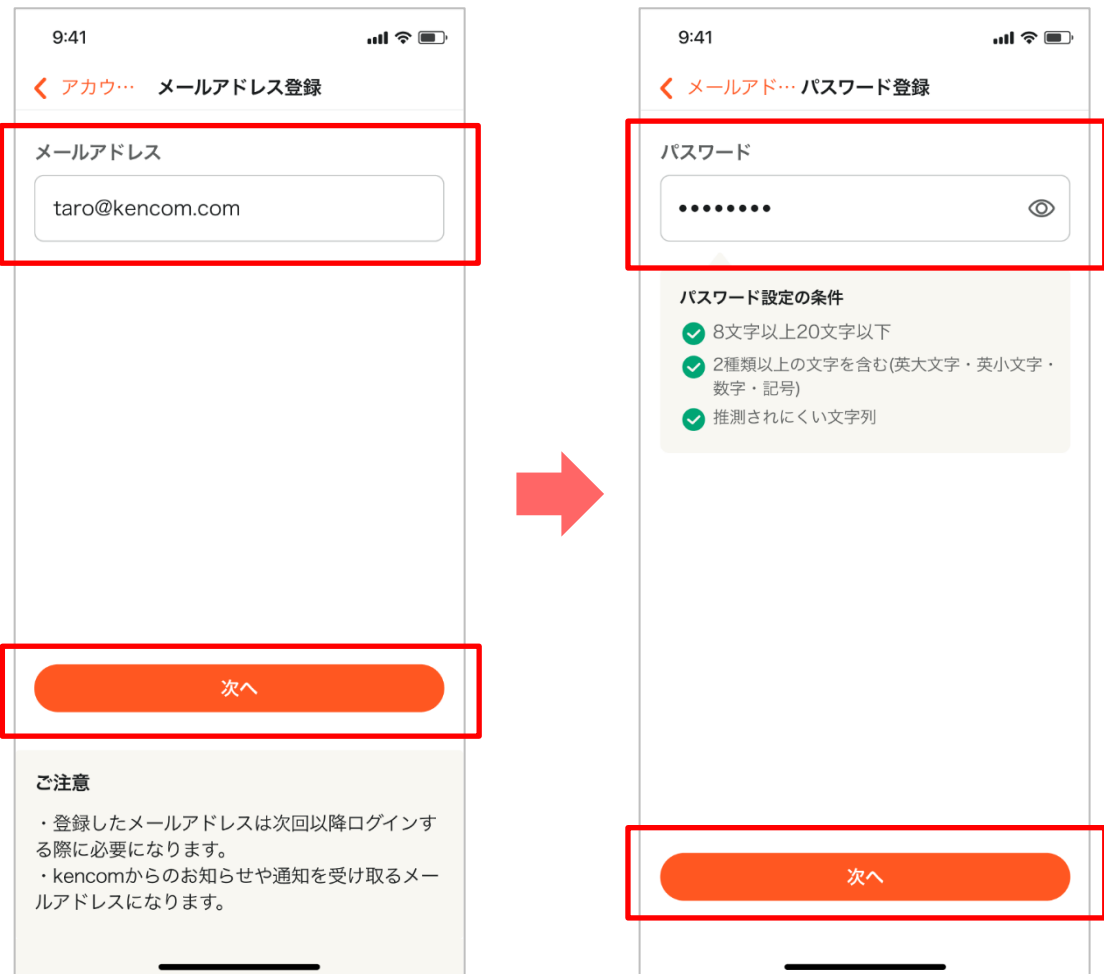 9:41
アカウ… メールアドレス登録
メールアドレス
taro@kencom.com
次へ
ご注意
・登録したメールアドレスは次回以降ログインす
る際に必要になります。
・kencomからのお知らせや通知を受け取るメー
ルアドレスになります。
9:41
メールアド… パスワード登録
パスワード
••••••••
パスワード設定の条件
8文字以上20文字以下
2種類以上の文字を含む(英大文字・英小文字・
数字・記号)
推測されにくい文字列
次へ